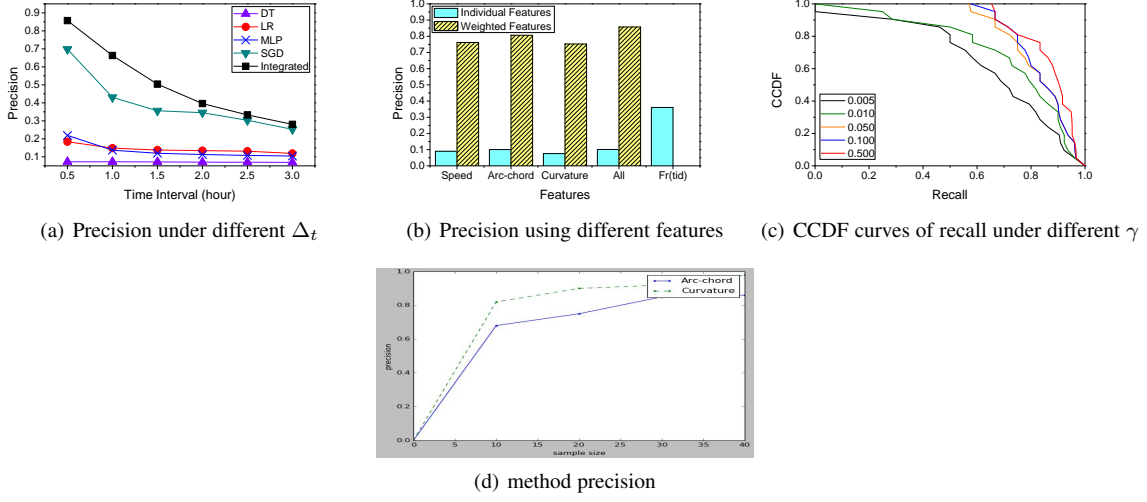 0.9
0.8
0.7
0.6
0.5
0.4
0.3
0.2
0.1
Precision
DT
LR
MLP
SGD
Integrated
0.5 1.0 1.5 2.0 2.5 3.0
Time Interval (hour)
(a) Precision under different Δt
0.9
0.8
0.7
0.6
0.5
0.4
0.3
0.2
0.1
Precision
Individual Features
Weighted Features
Speed Arc-chord Curvature All Fr(tid)
Features
(b) Precision using different features
1.0
0.8
0.6
0.4
0.2
0.0
CCDF
0.005
0.010
0.050
0.100
0.500
0.0 0.2 0.4 0.6 0.8 1.0
Recall
(c) CCDF curves of recall under different γ
1.0
0.8
0.6
0.4
0.2
0.0
precision
Arc-chord
Curvature
0 5 10 15 20 25 30 35 40
sample size
(d) method precision